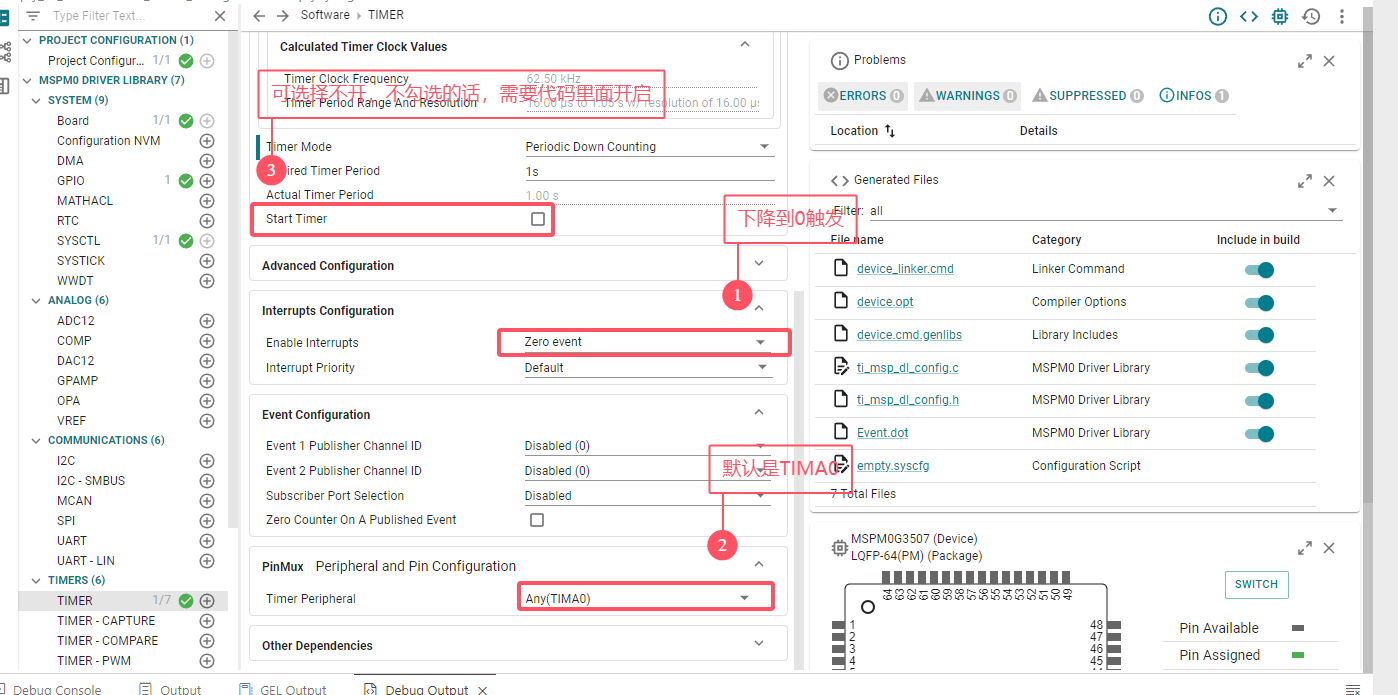 Type Filter Text...
PROJECT CONFIGURATION (1)
Project Configur... 1/1
MSPM0 DRIVER LIBRARY (7)
SYSTEM (9)
Board 1/1
Configuration NVM
DMA
GPIO 1
MATHACL
RTC
SYSCTL 1/1
SYSTICK
WWDT
ANALOG (6)
ADC12
COMP
DAC12
GPAMP
OPA
VREF
COMMUNICATIONS (6)
I2C
I2C - SMBUS
MCAN
SPI
UART
UART - LIN
TIMERS (6)
TIMER 1/7
TIMER - CAPTURE
TIMER - COMPARE
TIMER - PWM
Software TIMER
Calculated Timer Clock Values
Timer Clock Frequency 62.50 kHz
可选择不开，不勾选的话，需要代码里面开启
Timer Period Range And Resolution 16.00 µs to 1.05 s w/ resolution of 16.00 µs
Timer Mode Periodic Down Counting
3
ired Timer Period 1s
Actual Timer Period 1.00 s
Start Timer
下降到0触发
1
Advanced Configuration
Interrupts Configuration
Enable Interrupts Zero event
Interrupt Priority Default
Event Configuration
Event 1 Publisher Channel ID Disabled (0)
Event 2 Publisher Channel ID Disabled (0)
默认是TIMA0
Subscriber Port Selection Disabled
Zero Counter On A Published Event
2
PinMux Peripheral and Pin Configuration
Timer Peripheral Any(TIMA0)
Other Dependencies
Problems
ERRORS 0 WARNINGS 0 SUPPRESSED 0 INFOS 1
Location Details
Generated Files
Filter: all
File name Category Include in build
device_linker.cmd Linker Command
device.opt Compiler Options
device.cmd.genlibs Library Includes
ti_msp_dl_config.c MSPM0 Driver Library
ti_msp_dl_config.h MSPM0 Driver Library
Event.dot MSPM0 Driver Library
empty.syscfg Configuration Script
7 Total Files
MSPM0G3507 (Device)
LQFP-64(PM) (Package)
SWITCH
64 63 62 61 60 59 58 57 56 55 54 53 52 51 50 49
1 48
2 47
3 46
4 45
Pin Available
Pin Assigned
Debug Console Output GEL Output Debug Output